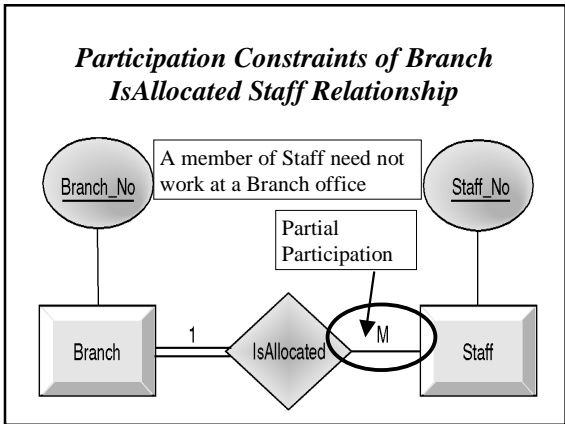 Participation Constraints of Branch
IsAllocated Staff Relationship
Branch_No
A member of Staff need not
work at a Branch office
Staff_No
Partial
Participation
Branch
1
IsAllocated
M
Staff